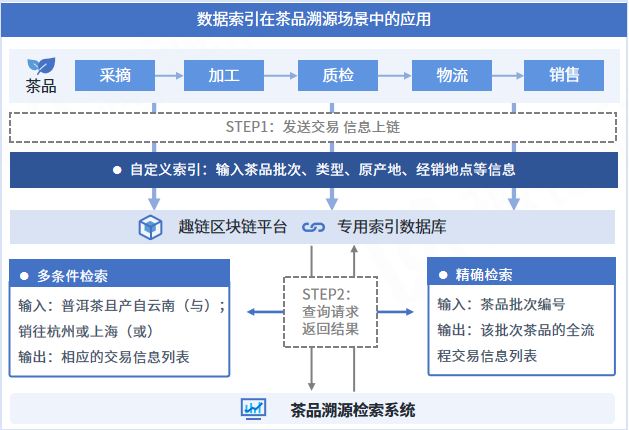 数据索引在茶品溯源场景中的应用
茶品
采摘
加工
质检
物流
销售
STEP1：发送交易 信息上链
● 自定义索引：输入茶品批次、类型、原产地、经销地点等信息
趣链区块链平台
专用索引数据库
● 多条件检索
输入：普洱茶且产自云南（与）；
销往杭州或上海（或）
输出：相应的交易信息列表
STEP2：
查询请求
返回结果
● 精确检索
输入：茶品批次编号
输出：该批次茶品的全流
程交易信息列表
茶品溯源检索系统